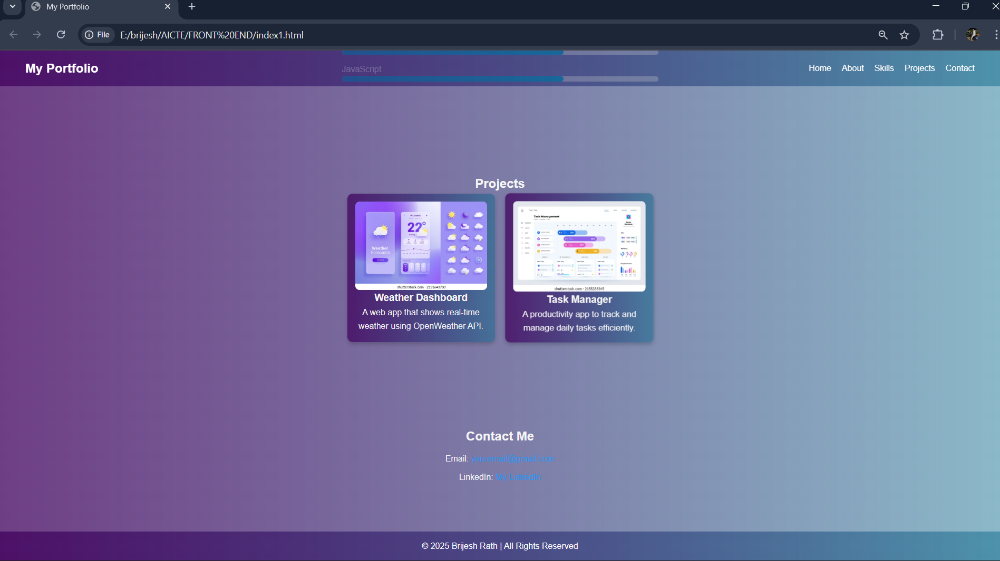 My Portfolio
File
E:/brijesh/AICTE/FRONT%20END/index1.html
My Portfolio
JavaScript
Home
About
Skills
Projects
Contact
Projects
Location
22°
Weather
Forecasts
shutterstock.com · 2131643703
Weather Dashboard
A web app that shows real-time
weather using OpenWeather API.
Task Management
shutterstock.com · 2155233345
Task Manager
A productivity app to track and
manage daily tasks efficiently.
Contact Me
Email: youremail@gmail.com
LinkedIn: My LinkedIn
© 2025 Brijesh Rath | All Rights Reserved